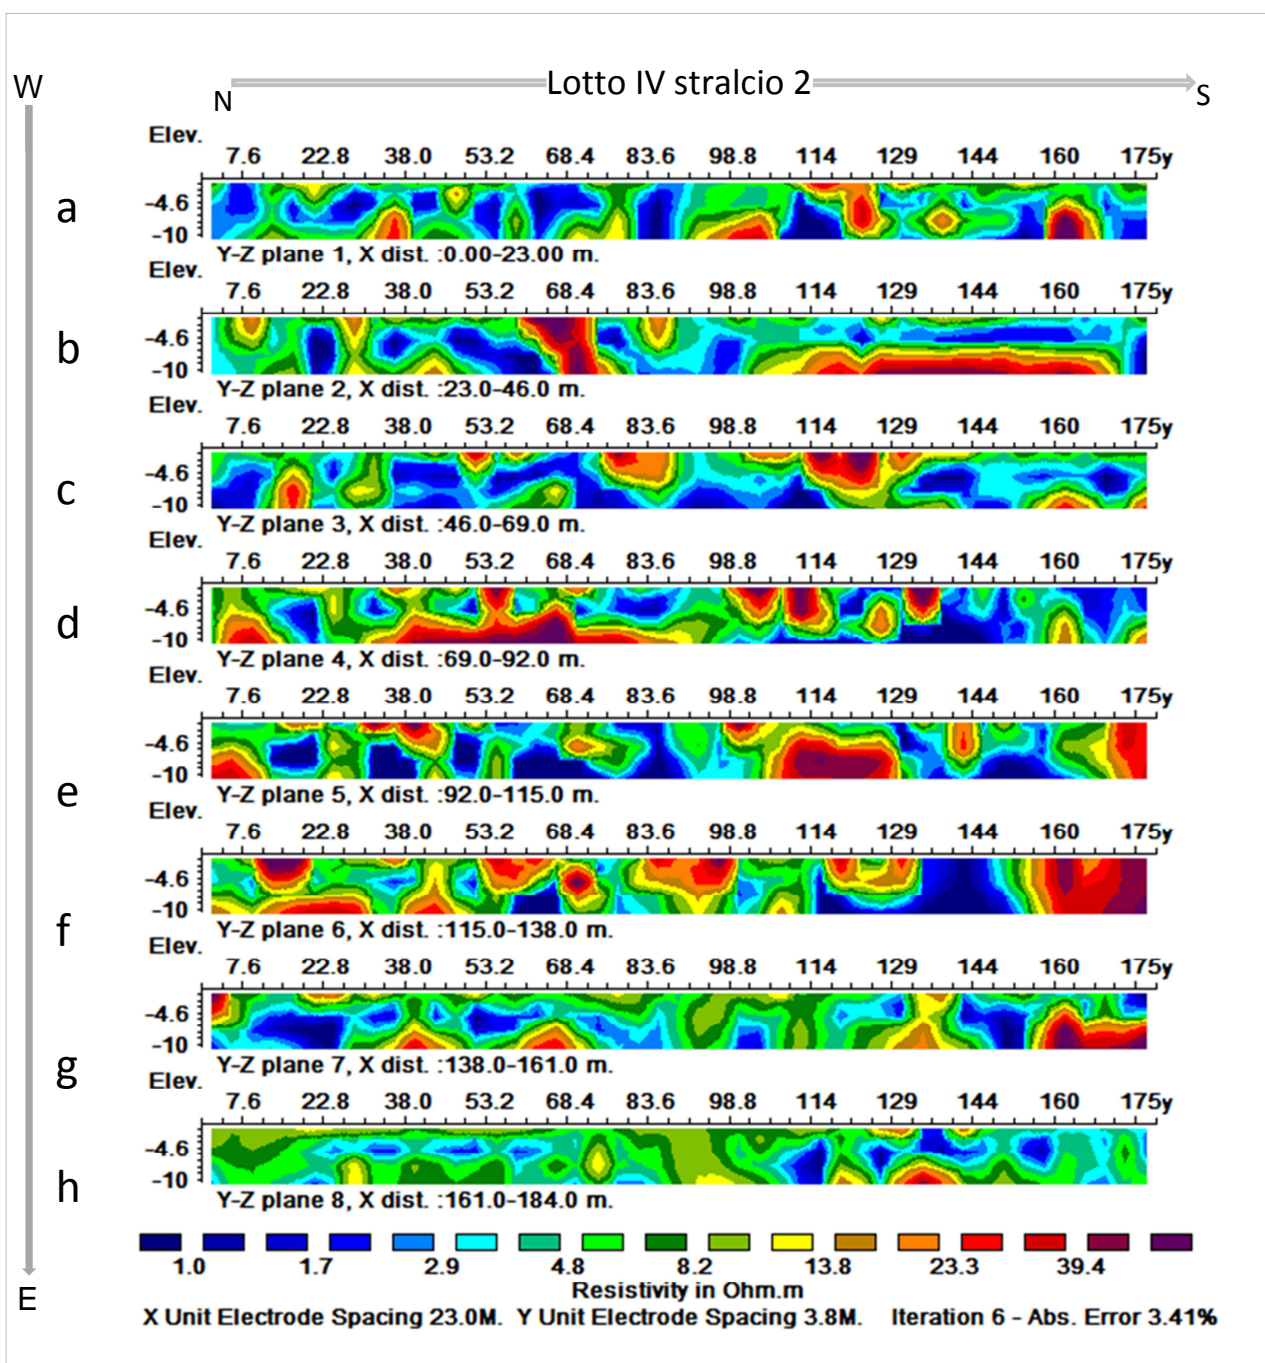 W
N
Lotto IV stralcio 2
S
Elev.
7.6 22.8 38.0 53.2 68.4 83.6 98.8 114 129 144 160 175y
a
-4.6
-10
Y-Z plane 1, X dist. :0.00-23.00 m.
Elev.
7.6 22.8 38.0 53.2 68.4 83.6 98.8 114 129 144 160 175y
b
-4.6
-10
Y-Z plane 2, X dist. :23.0-46.0 m.
Elev.
7.6 22.8 38.0 53.2 68.4 83.6 98.8 114 129 144 160 175y
c
-4.6
-10
Y-Z plane 3, X dist. :46.0-69.0 m.
Elev.
7.6 22.8 38.0 53.2 68.4 83.6 98.8 114 129 144 160 175y
d
-4.6
-10
Y-Z plane 4, X dist. :69.0-92.0 m.
Elev.
7.6 22.8 38.0 53.2 68.4 83.6 98.8 114 129 144 160 175y
-4.6
-10
e
Y-Z plane 5, X dist. :92.0-115.0 m.
Elev.
7.6 22.8 38.0 53.2 68.4 83.6 98.8 114 129 144 160 175y
-4.6
-10
f
Y-Z plane 6, X dist. :115.0-138.0 m.
Elev.
7.6 22.8 38.0 53.2 68.4 83.6 98.8 114 129 144 160 175y
-4.6
-10
g
Y-Z plane 7, X dist. :138.0-161.0 m.
Elev.
7.6 22.8 38.0 53.2 68.4 83.6 98.8 114 129 144 160 175y
-4.6
-10
h
Y-Z plane 8, X dist. :161.0-184.0 m.
1.0 1.7 2.9 4.8 8.2 13.8 23.3 39.4
Resistivity in Ohm.m
E
X Unit Electrode Spacing 23.0M. Y Unit Electrode Spacing 3.8M. Iteration 6 - Abs. Error 3.41%